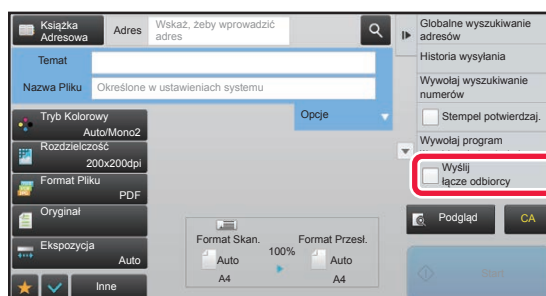 Książka
Adresowa
Adres
Wskaż, żeby wprowadzić
adres
Temat
Nazwa Pliku
Określone w ustawieniach systemu
Opcje
Tryb Kolorowy
Auto/Mono2
Rozdzielczość
200x200dpi
Format Pliku
PDF
Oryginał
Ekspozycja
Auto
Inne
Format Skan.
Auto
A4
100%
Format Przesł.
Auto
A4
Globalne wyszukiwanie
adresów
Historia wysyłania
Wywołaj wyszukiwanie
numerów
Stempel potwierdzaj.
Wywołaj program
Wyślij
łącze odbiorcy
Podgląd
CA
Start